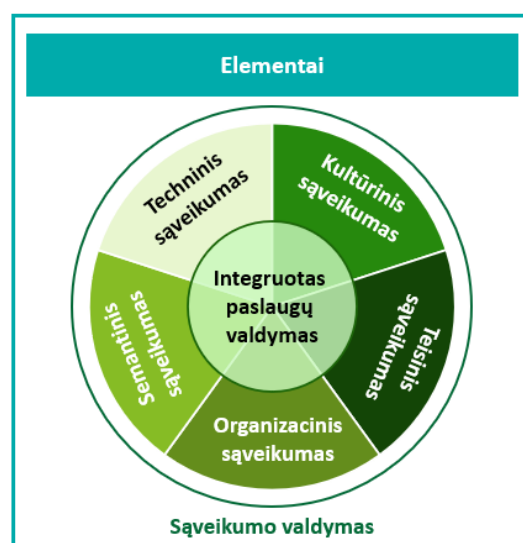 Elementai
Techninis
sąveikumas
Kultūrinis
sąveikumas
Integruotas
paslaugų
valdymas
Semantinis
sąveikumas
Teisinis
sąveikumas
Organizacinis
sąveikumas
Sąveikumo valdymas